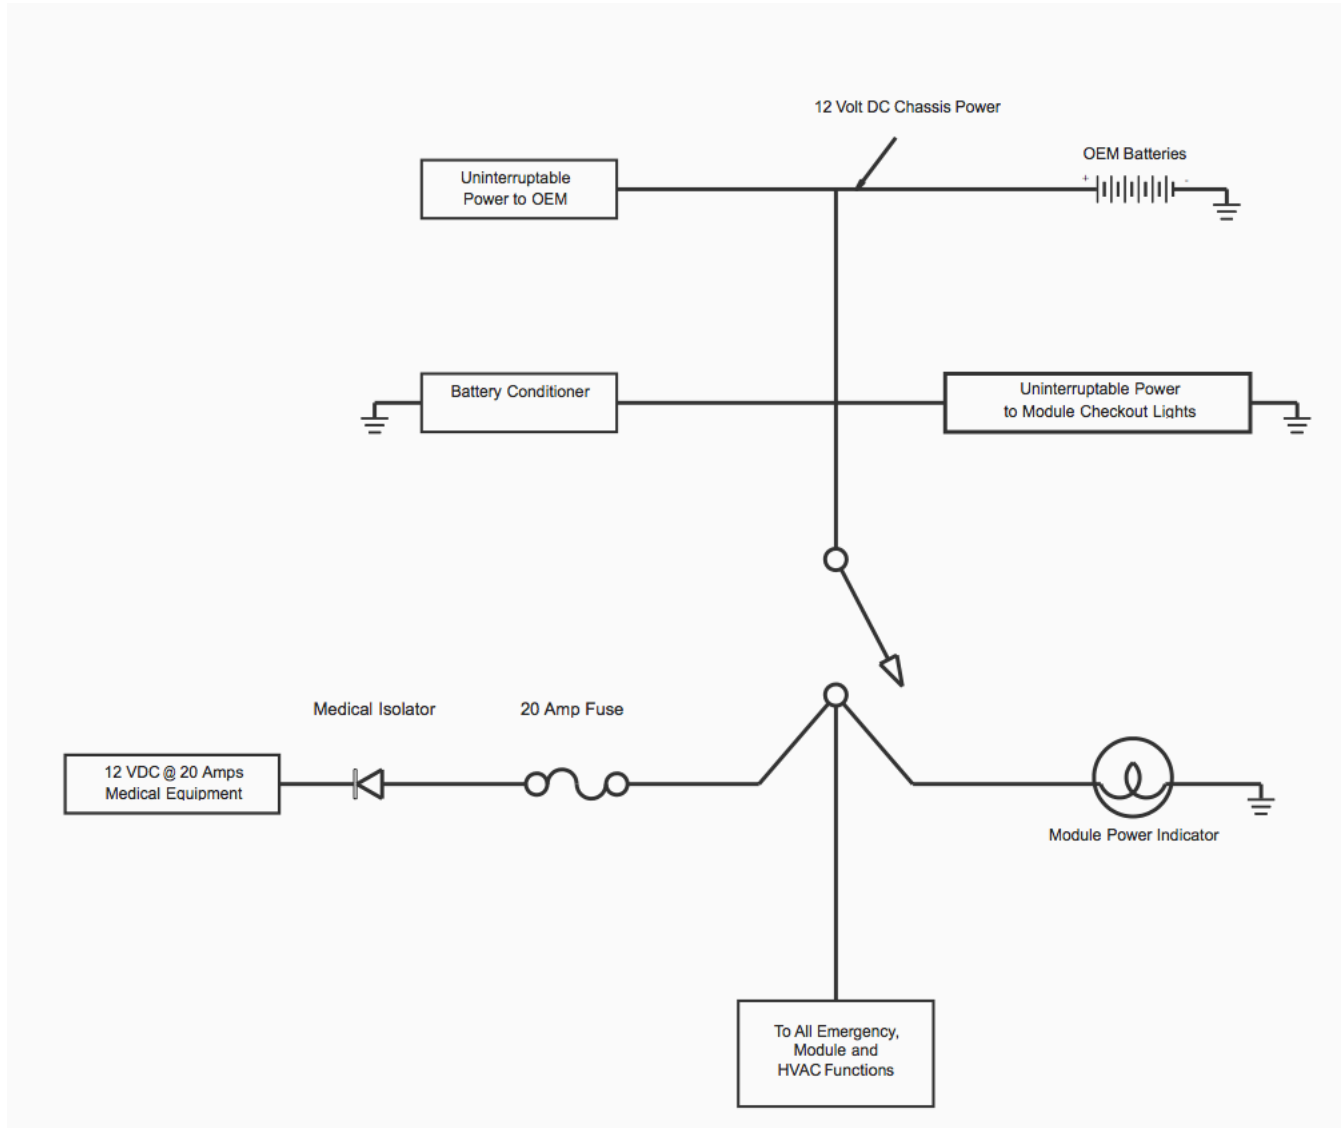 12 Volt DC Chassis Power
OEM Batteries
+ -
Uninterruptable
Power to OEM
Battery Conditioner
Uninterruptable Power
to Module Checkout Lights
Medical Isolator
20 Amp Fuse
12 VDC @ 20 Amps
Medical Equipment
Module Power Indicator
To All Emergency,
Module and
HVAC Functions